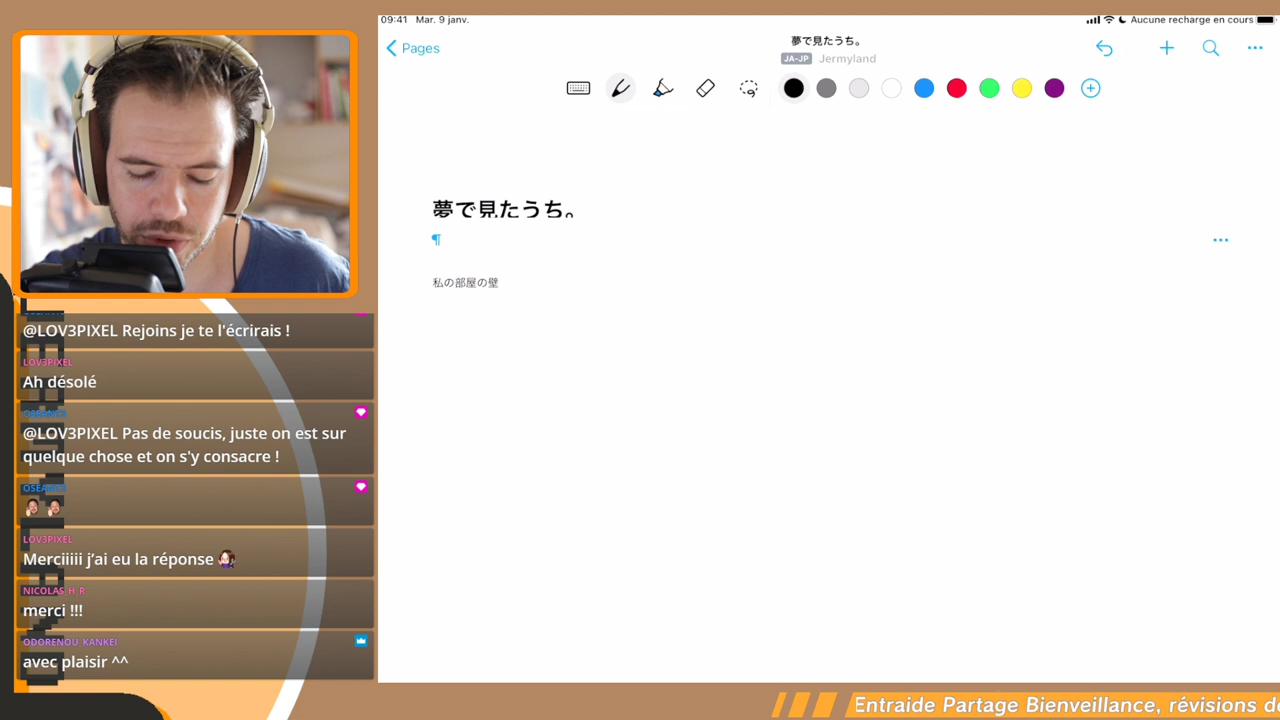 09:41 Mar. 9 janv.
Aucune recharge en cours
Pages
夢で見たうち。
JA-JP Jermyland
夢で見たうち。
¶
私の部屋の壁
@LOV3PIXEL Rejoins je te l'écrirais !
LOV3PIXEL
Ah désolé
@LOV3PIXEL Pas de soucis, juste on est sur
quelque chose et on s'y consacre !
LOV3PIXEL
Merciiiii j'ai eu la réponse
NICOLAS_H_R
merci !!!
ODORENOU_KANKEI
avec plaisir ^^
Entraide Partage Bienveillance, révisions